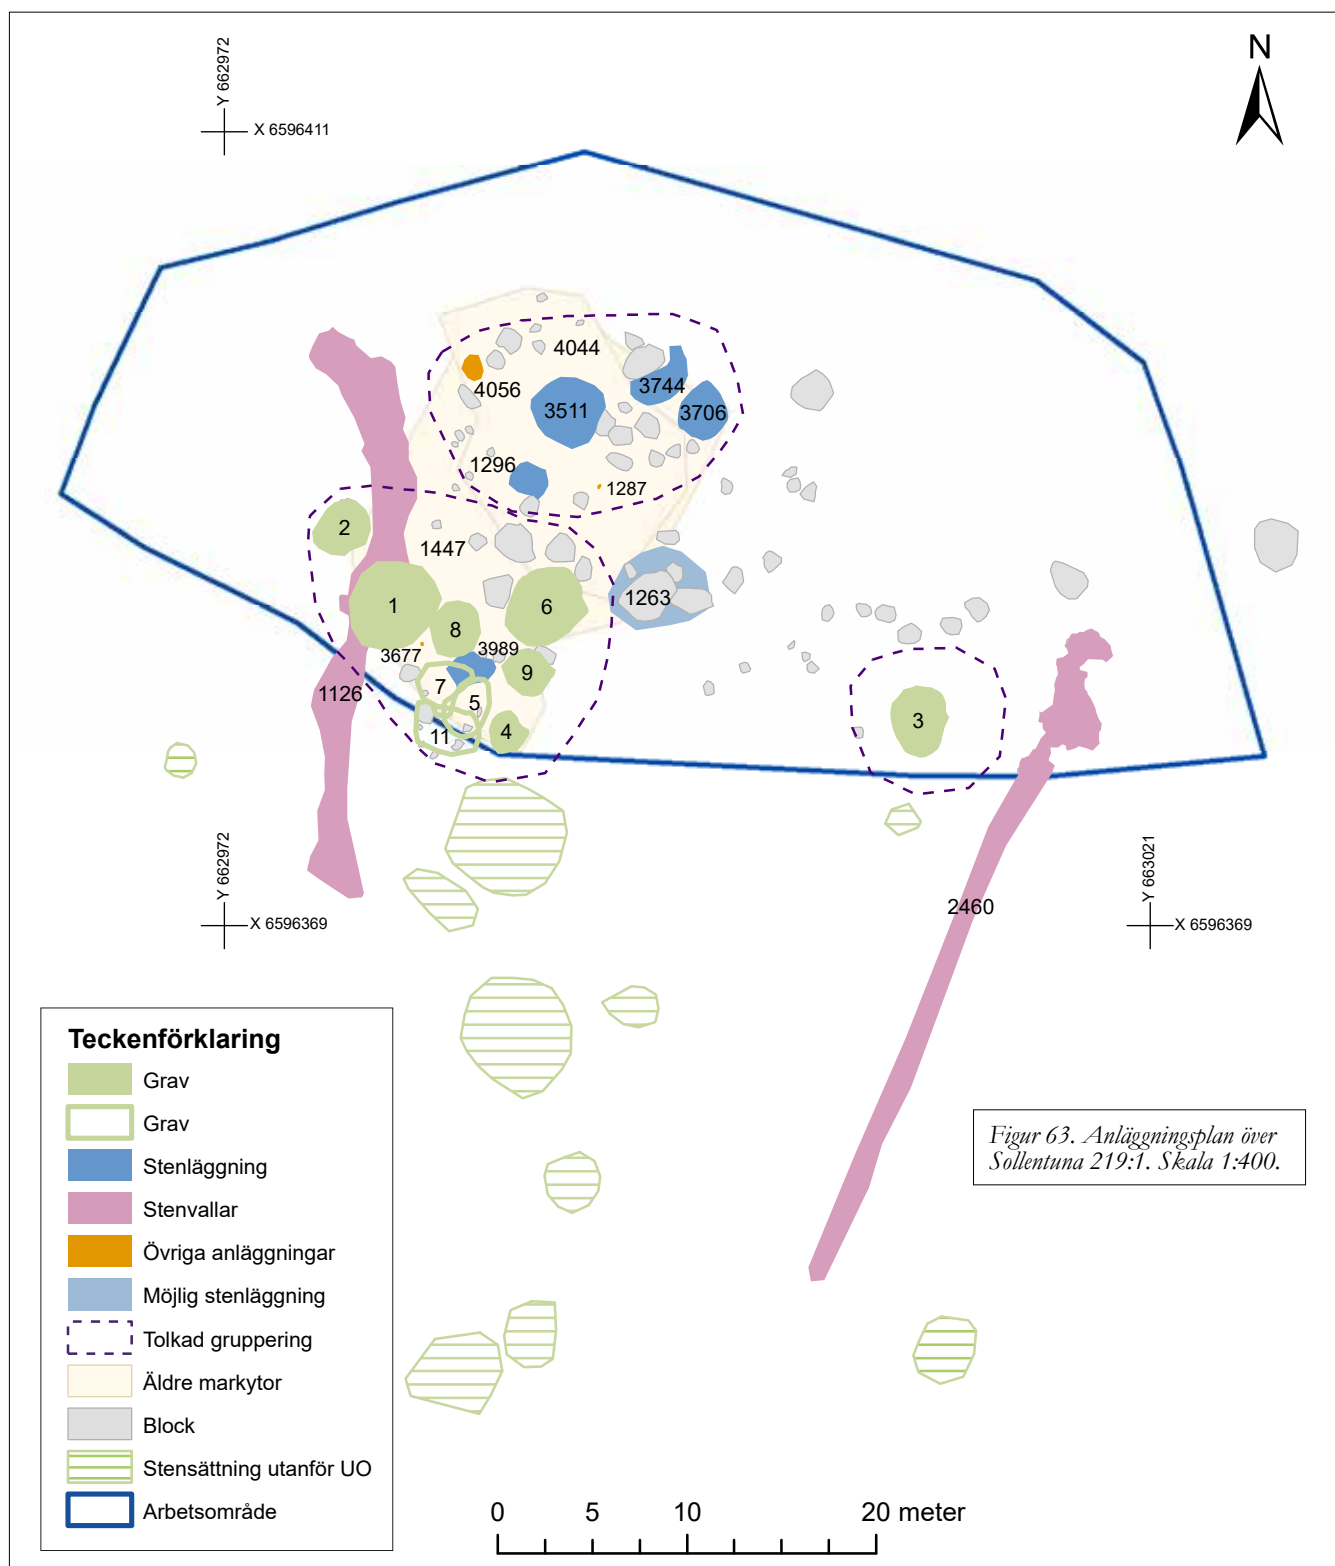 Y 662972
X 6596411
N
4044
4056
3744
3511
3706
1296
1287
2
1447
1
6
1263
8
3677
3989
9
7
5
1126
11
4
3
Y 662972
X 6596369
Y 663021
X 6596369
2460
Teckenförklaring
Grav
Grav
Stenläggning
Stenvallar
Övriga anläggningar
Möjlig stenläggning
Tolkad gruppering
Äldre markytor
Block
Stensättning utanför UO
Arbetsområde
Figur 63. Anläggningsplan över
Sollentuna 219:1. Skala 1:400.
0 5 10 20 meter